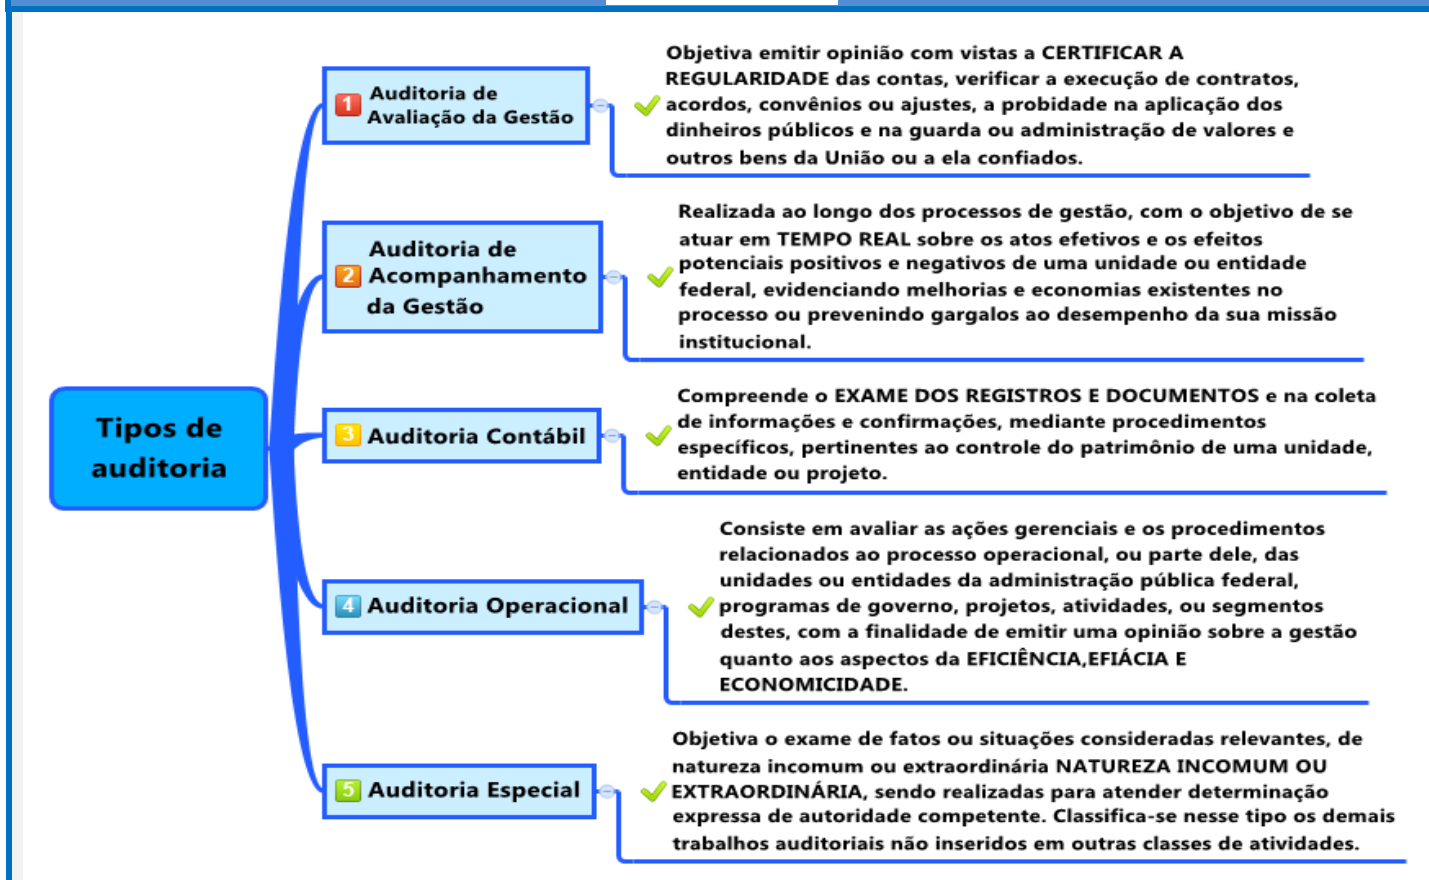 Tipos de
auditoria
1
Auditoria de
Avaliação da Gestão
Objetiva emitir opinião com vistas a CERTIFICAR A
REGULARIDADE das contas, verificar a execução de contratos,
acordos, convênios ou ajustes, a probidade na aplicação dos
dinheiros públicos e na guarda ou administração de valores e
outros bens da União ou a ela confiados.
2
Auditoria de
Acompanhamento
da Gestão
Realizada ao longo dos processos de gestão, com o objetivo de se
atuar em TEMPO REAL sobre os atos efetivos e os efeitos
potenciais positivos e negativos de uma unidade ou entidade
federal, evidenciando melhorias e economias existentes no
processo ou prevenindo gargalos ao desempenho da sua missão
institucional.
3
Auditoria Contábil
Compreende o EXAME DOS REGISTROS E DOCUMENTOS e na coleta
de informações e confirmações, mediante procedimentos
específicos, pertinentes ao controle do patrimônio de uma unidade,
entidade ou projeto.
4
Auditoria Operacional
Consiste em avaliar as ações gerenciais e os procedimentos
relacionados ao processo operacional, ou parte dele, das
unidades ou entidades da administração pública federal,
programas de governo, projetos, atividades, ou segmentos
destes, com a finalidade de emitir uma opinião sobre a gestão
quanto aos aspectos da EFICIÊNCIA,EFIÁCIA E
ECONOMICIDADE.
5
Auditoria Especial
Objetiva o exame de fatos ou situações consideradas relevantes, de
natureza incomum ou extraordinária NATUREZA INCOMUM OU
EXTRAORDINÁRIA, sendo realizadas para atender determinação
expressa de autoridade competente. Classifica-se nesse tipo os demais
trabalhos auditoriais não inseridos em outras classes de atividades.